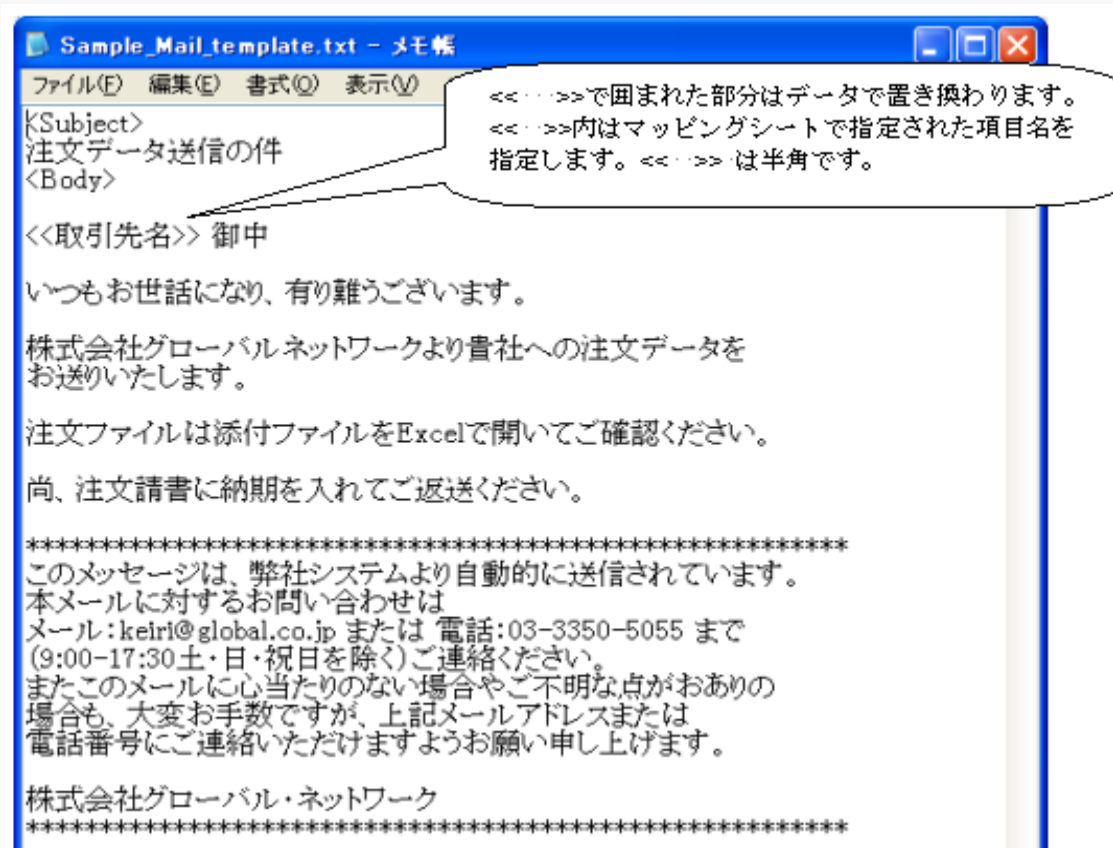 Sample_Mail_template.txt - メモ帳
ファイル(F) 編集(E) 書式(O) 表示(V)
<<・・・>>で囲まれた部分はデータで置き換わります。
<<・・・>>内はマッピングシートで指定された項目名を
指定します。<<・・・>>は半角です。
<Subject>
注文データ送信の件
<Body>
<<取引先名>> 御中
いつもお世話になり、有り難うございます。
株式会社グローバルネットワークより貴社への注文データを
お送りいたします。
注文ファイルは添付ファイルをExcelで開いてご確認ください。
尚、注文請書に納期を入れてご返送ください。
*******************************************************************
このメッセージは、弊社システムより自動的に送信されています。
本メールに対するお問い合わせは
メール:keiri@global.co.jp または 電話:03-3350-5055 まで
(9:00-17:30土・日・祝日を除く)ご連絡ください。
またこのメールに心当たりのない場合やご不明な点がおありの
場合も、大変お手数ですが、上記メールアドレスまたは
電話番号にご連絡いただけますようお願い申し上げます。
株式会社グローバル・ネットワーク
*******************************************************************